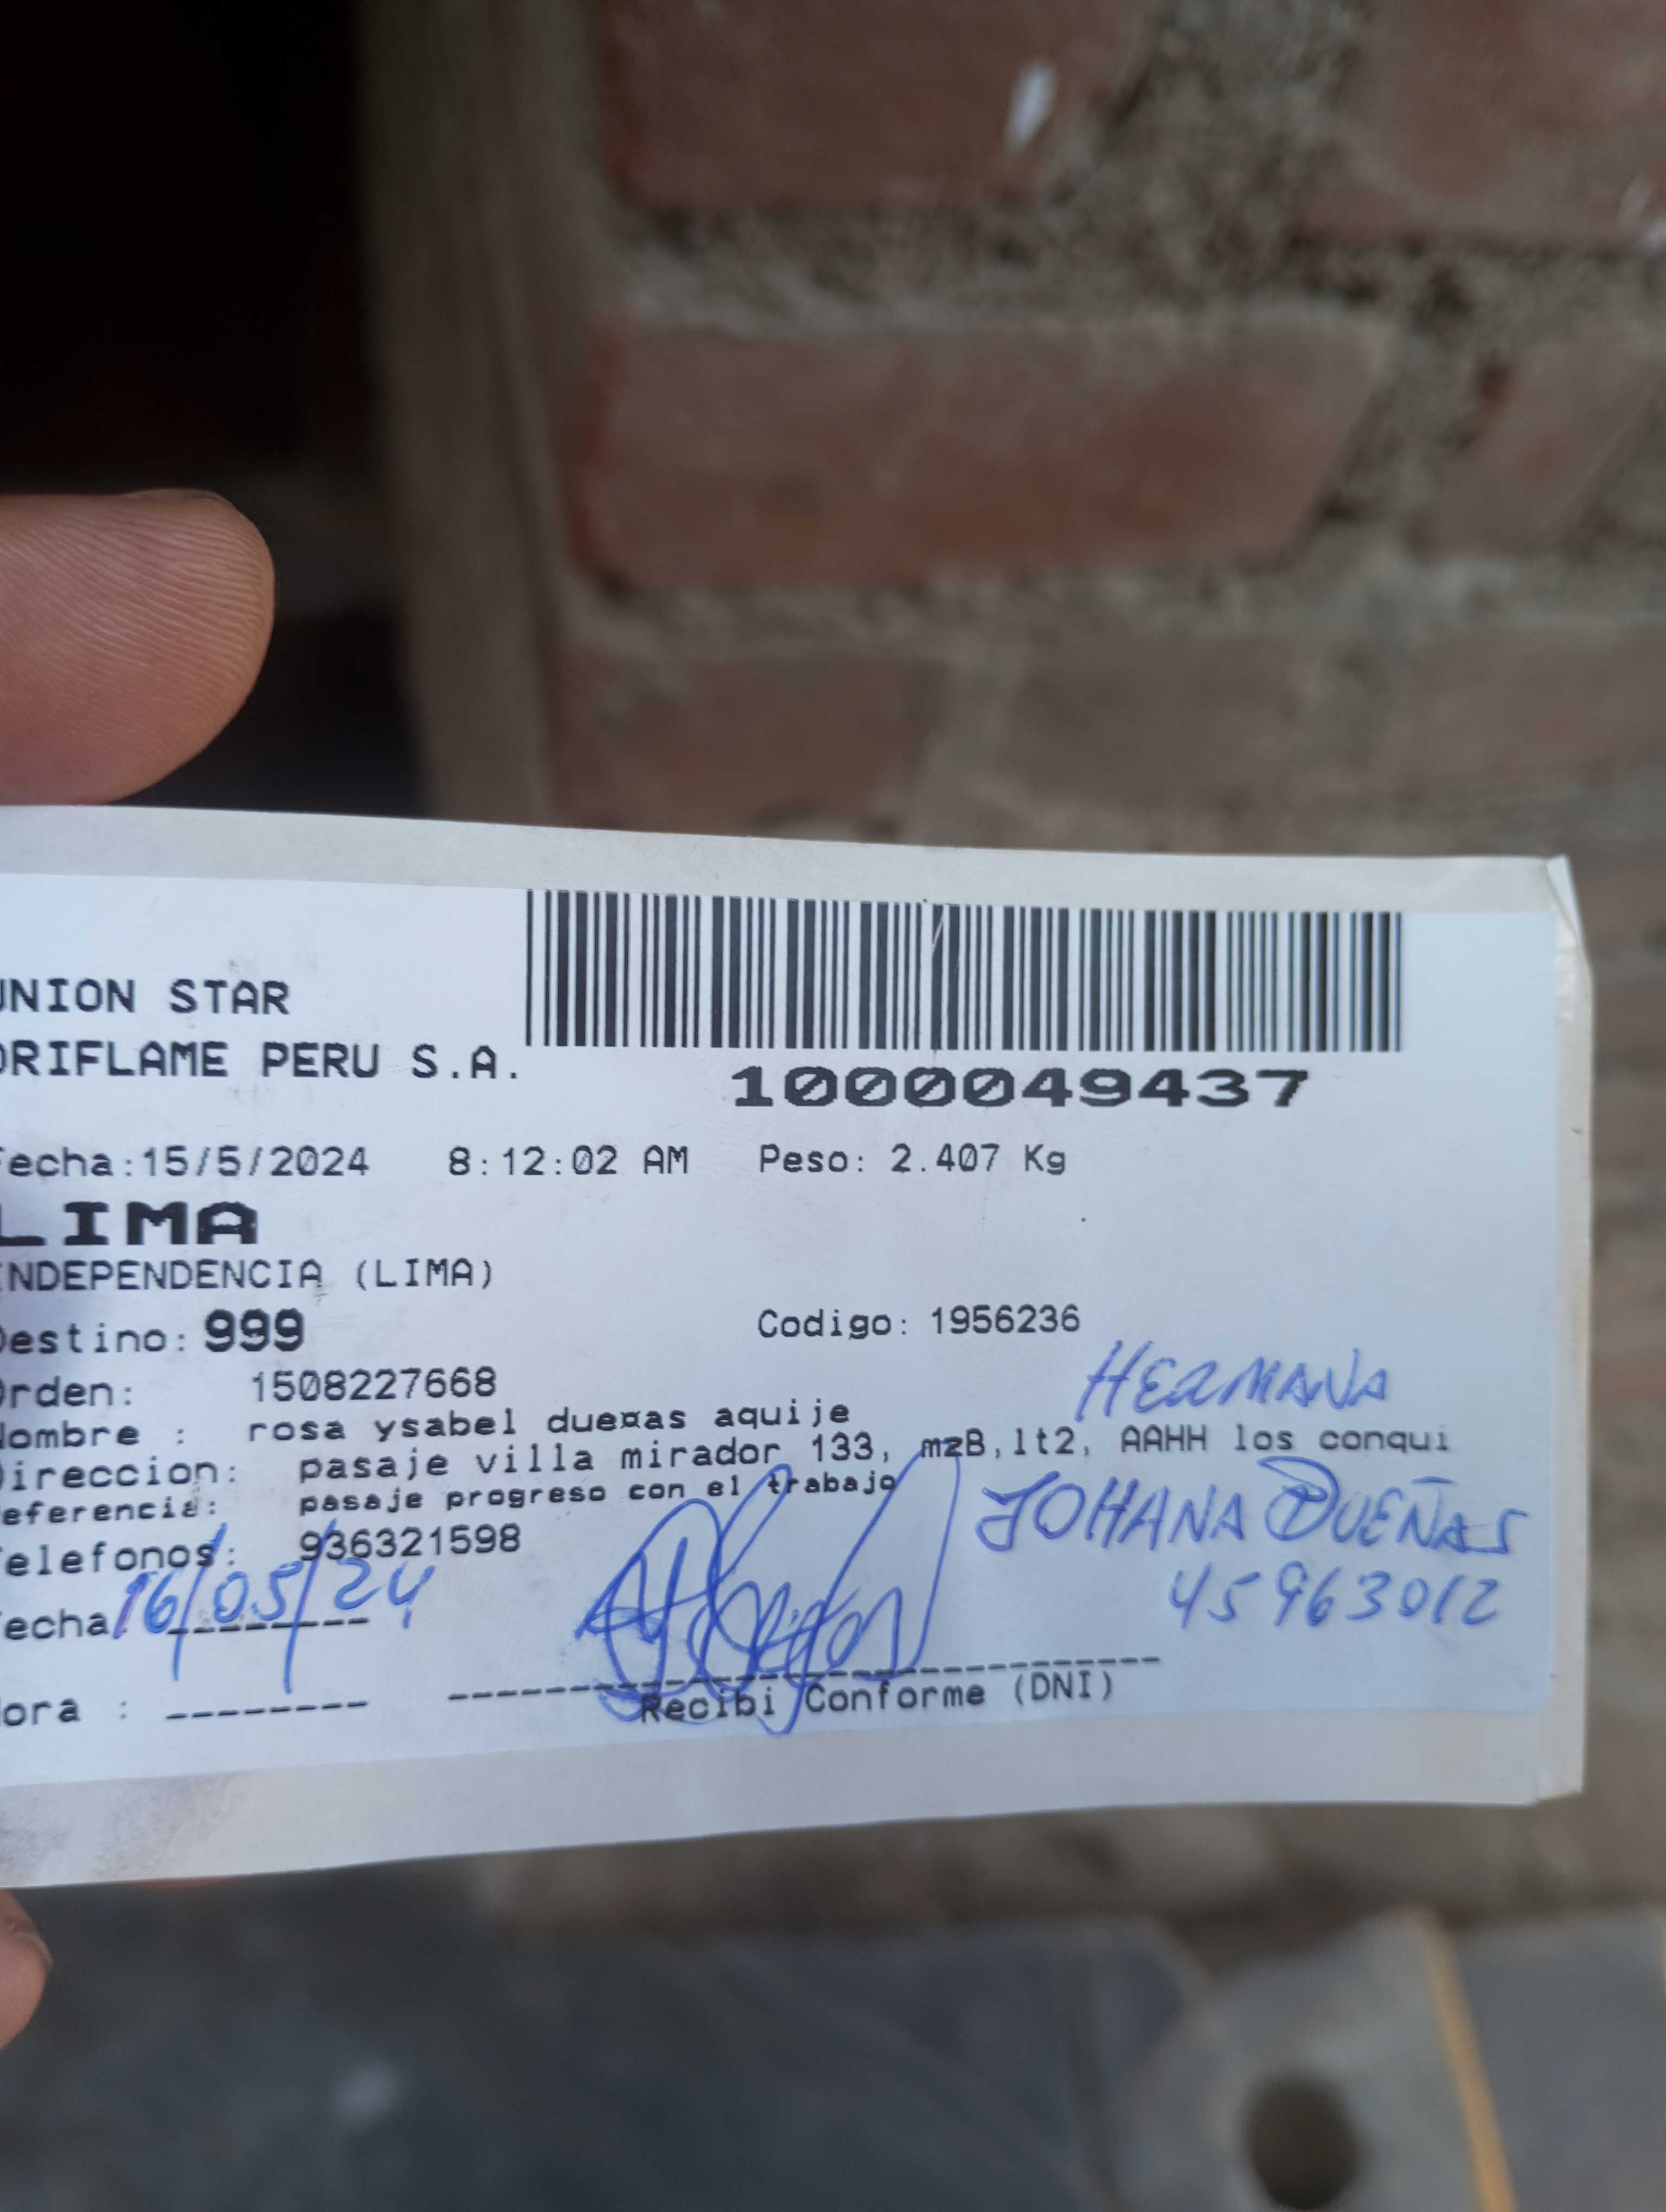 UNION STAR
ORIFLAME PERU S.A.
1000049437
Fecha:15/5/2024 8:12:02 AM Peso: 2.407 Kg
LIMA
INDEPENDENCIA (LIMA)
Destino: 999 Codigo: 1956236
Orden: 1508227668
HERMANA
Nombre : rosa ysabel due¤as aquije
Direccion: pasaje villa mirador 133, mzB,lt2, AAHH los conqui
Referencia: pasaje progreso con el trabajo
JOHANA DUEÑAS
Telefonos: 936321598
45963012
Fecha: 16/05/24
Hora :
Recibi Conforme (DNI)